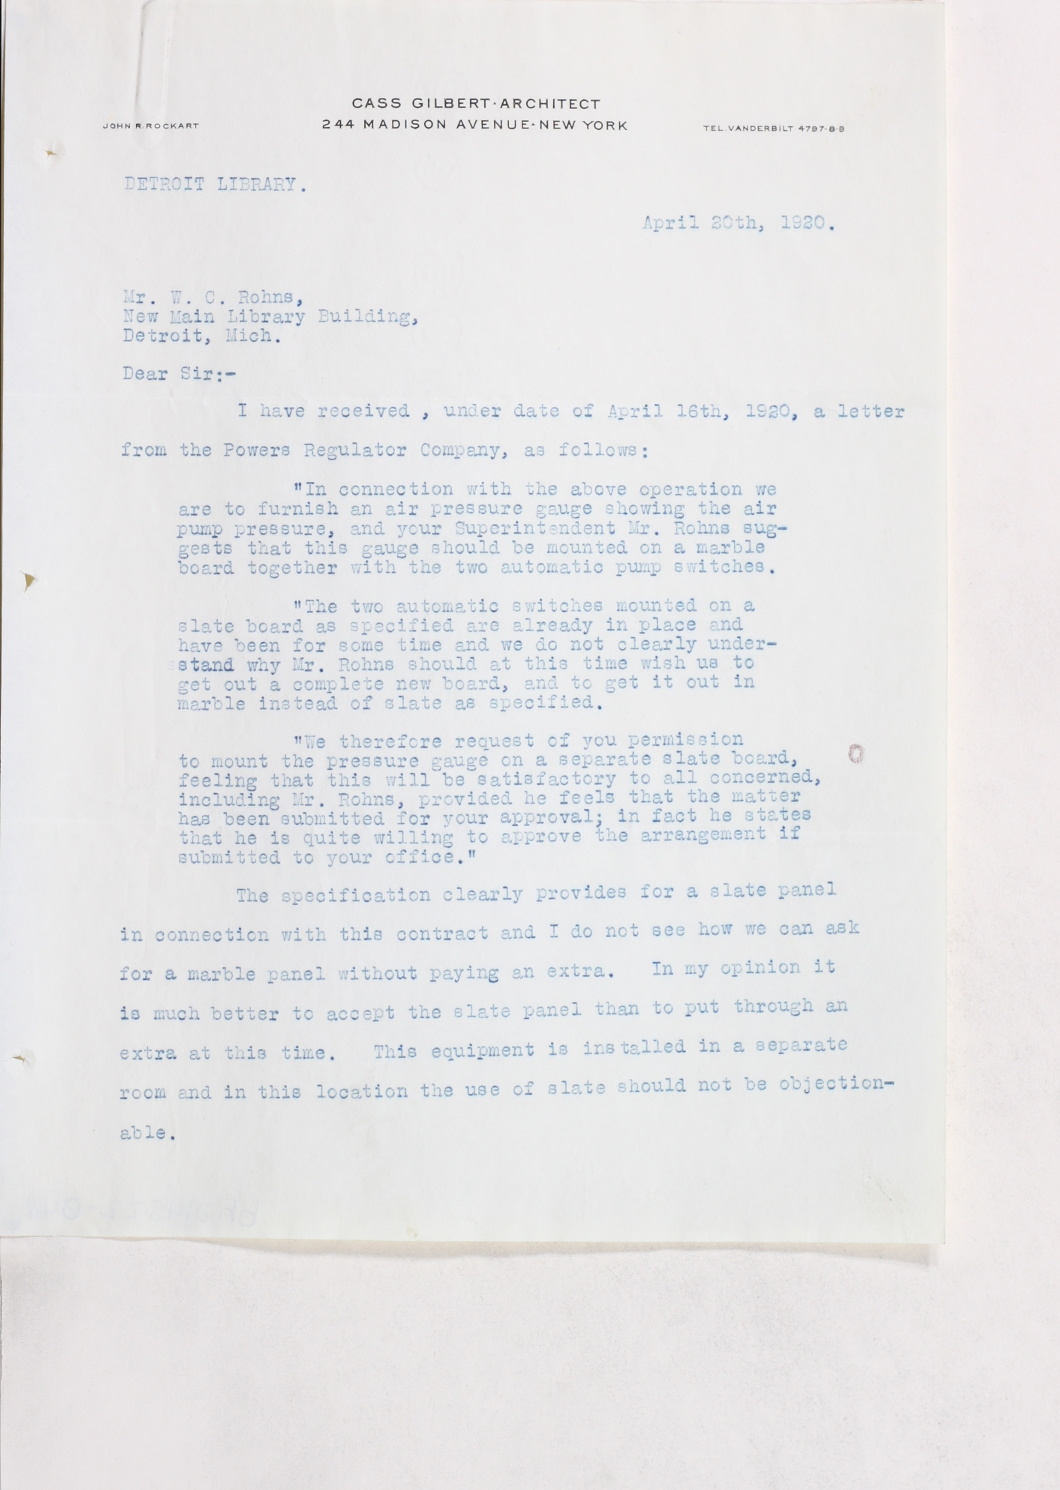 CASS GILBERT·ARCHITECT
244 MADISON AVENUE-NEW YORK
JOHN R. ROCKART
TEL. VANDERBILT 4797-8-9
DETROIT LIBRARY.
April 20th, 1920.
Mr. W. C. Rohns,
New Main Library Building,
Detroit, Mich.
Dear Sir:-
I have received , under date of April 16th, 1920, a letter
from the Powers Regulator Company, as follows:
"In connection with the above operation we
are to furnish an air pressure gauge showing the air
pump pressure, and your Superintendent Mr. Rohns sug-
gests that this gauge should be mounted on a marble
board together with the two automatic pump switches.
"The two automatic switches mounted on a
slate board as specified are already in place and
have been for some time and we do not clearly under-
stand why Mr. Rohns should at this time wish us to
get out a complete new board, and to get it out in
marble instead of slate as specified.
"We therefore request of you permission
to mount the pressure gauge on a separate slate board,
feeling that this will be satisfactory to all concerned,
including Mr. Rohns, provided he feels that the matter
has been submitted for your approval; in fact he states
that he is quite willing to approve the arrangement if
submitted to your office."
The specification clearly provides for a slate panel
in connection with this contract and I do not see how we can ask
for a marble panel without paying an extra. In my opinion it
is much better to accept the slate panel than to put through an
extra at this time. This equipment is installed in a separate
room and in this location the use of slate should not be objection-
able.